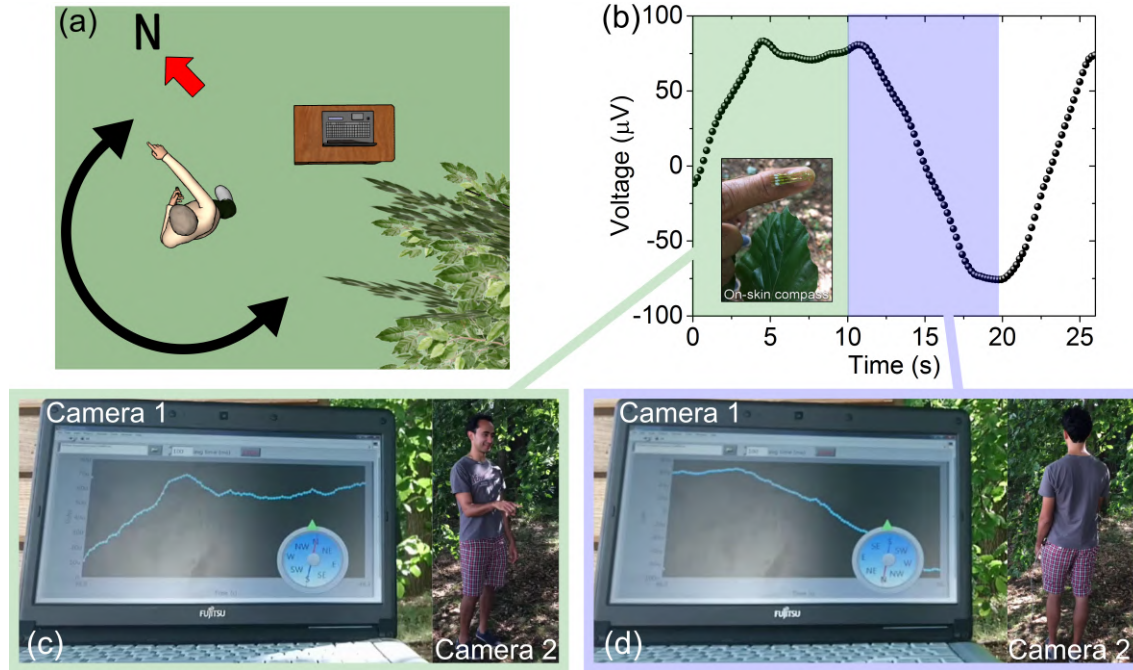 (a)
N
(b)
100
50
0
-50
-100
Voltage (μV)
On-skin compass
0
5
10
15
20
25
Time (s)
Camera 1
N
NE
E
SE
S
SW
W
NW
FUJITSU
(c)
Camera 2
Camera 1
S
SW
W
NW
N
NE
E
SE
FUJITSU
(d)
Camera 2